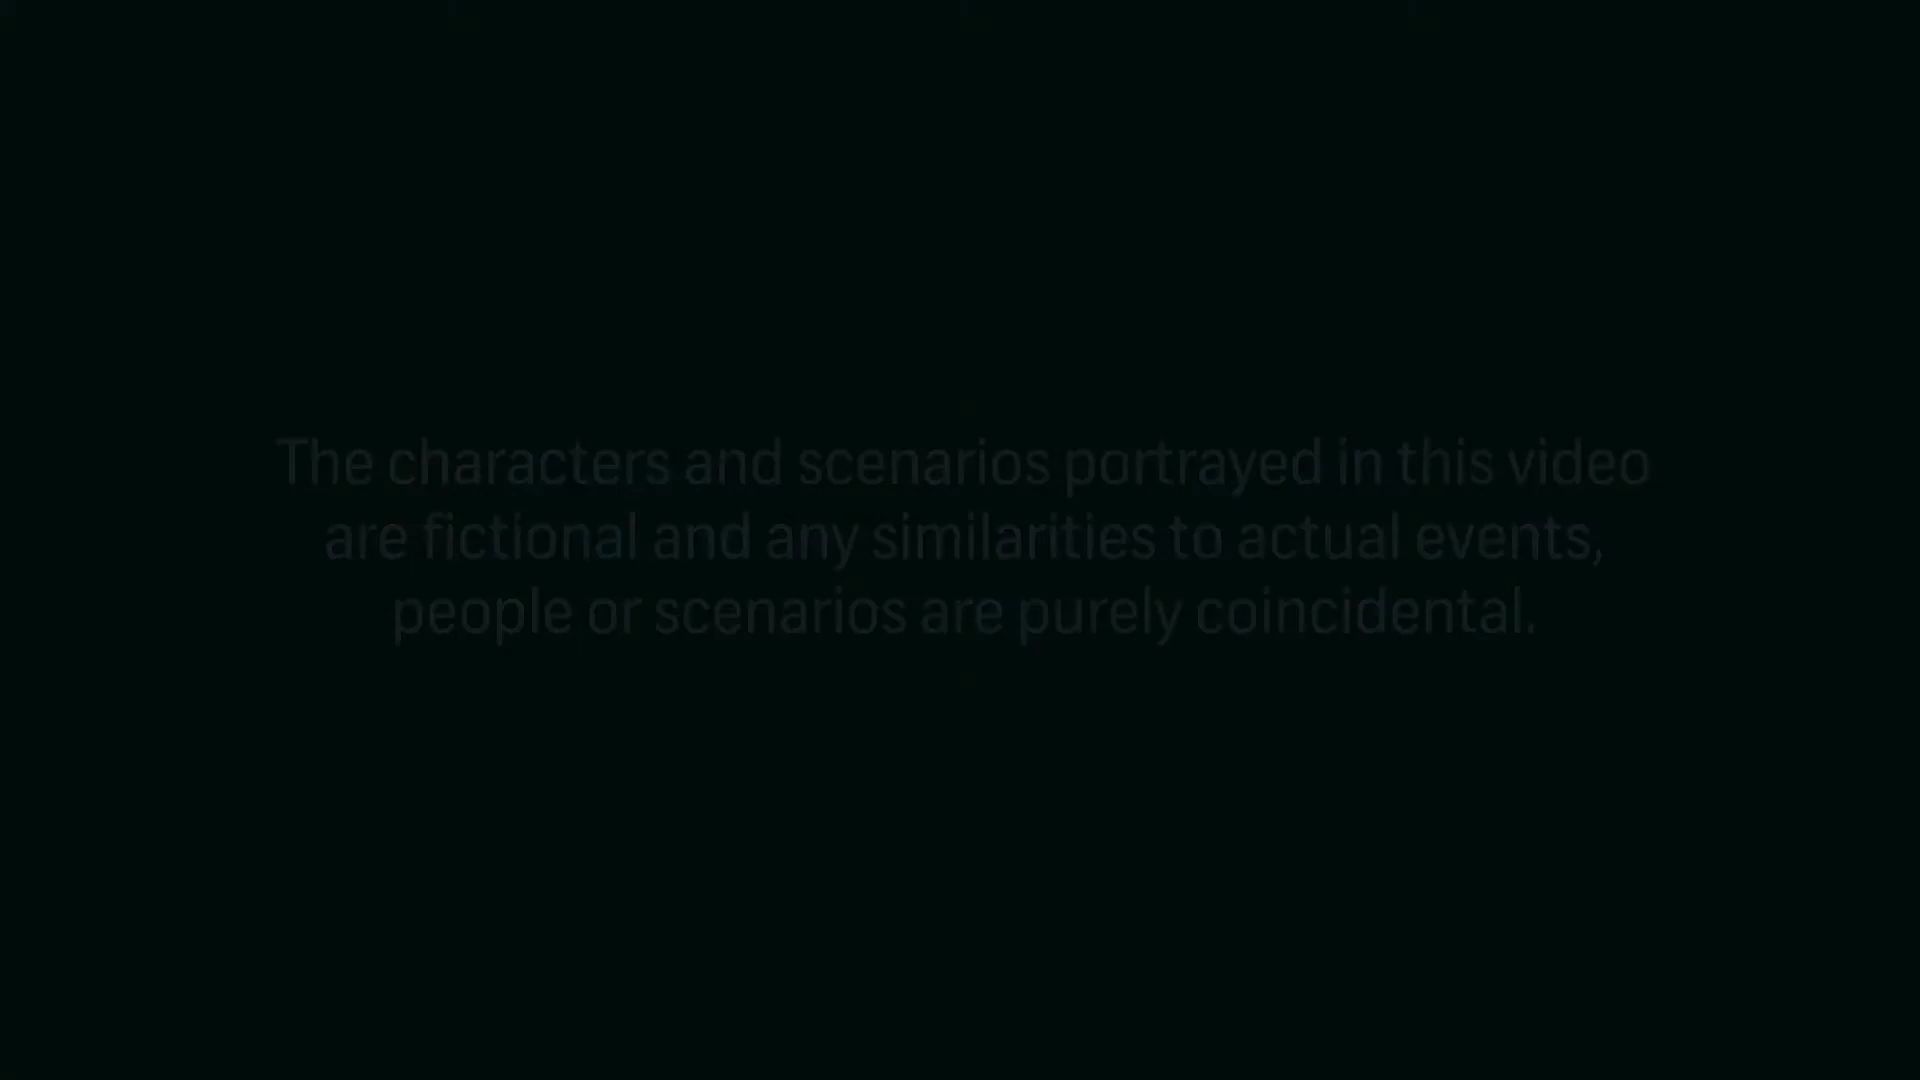 The characters and scenarios portrayed in this video
are fictional and any similarities to actual events,
people or scenarios are purely coincidental.